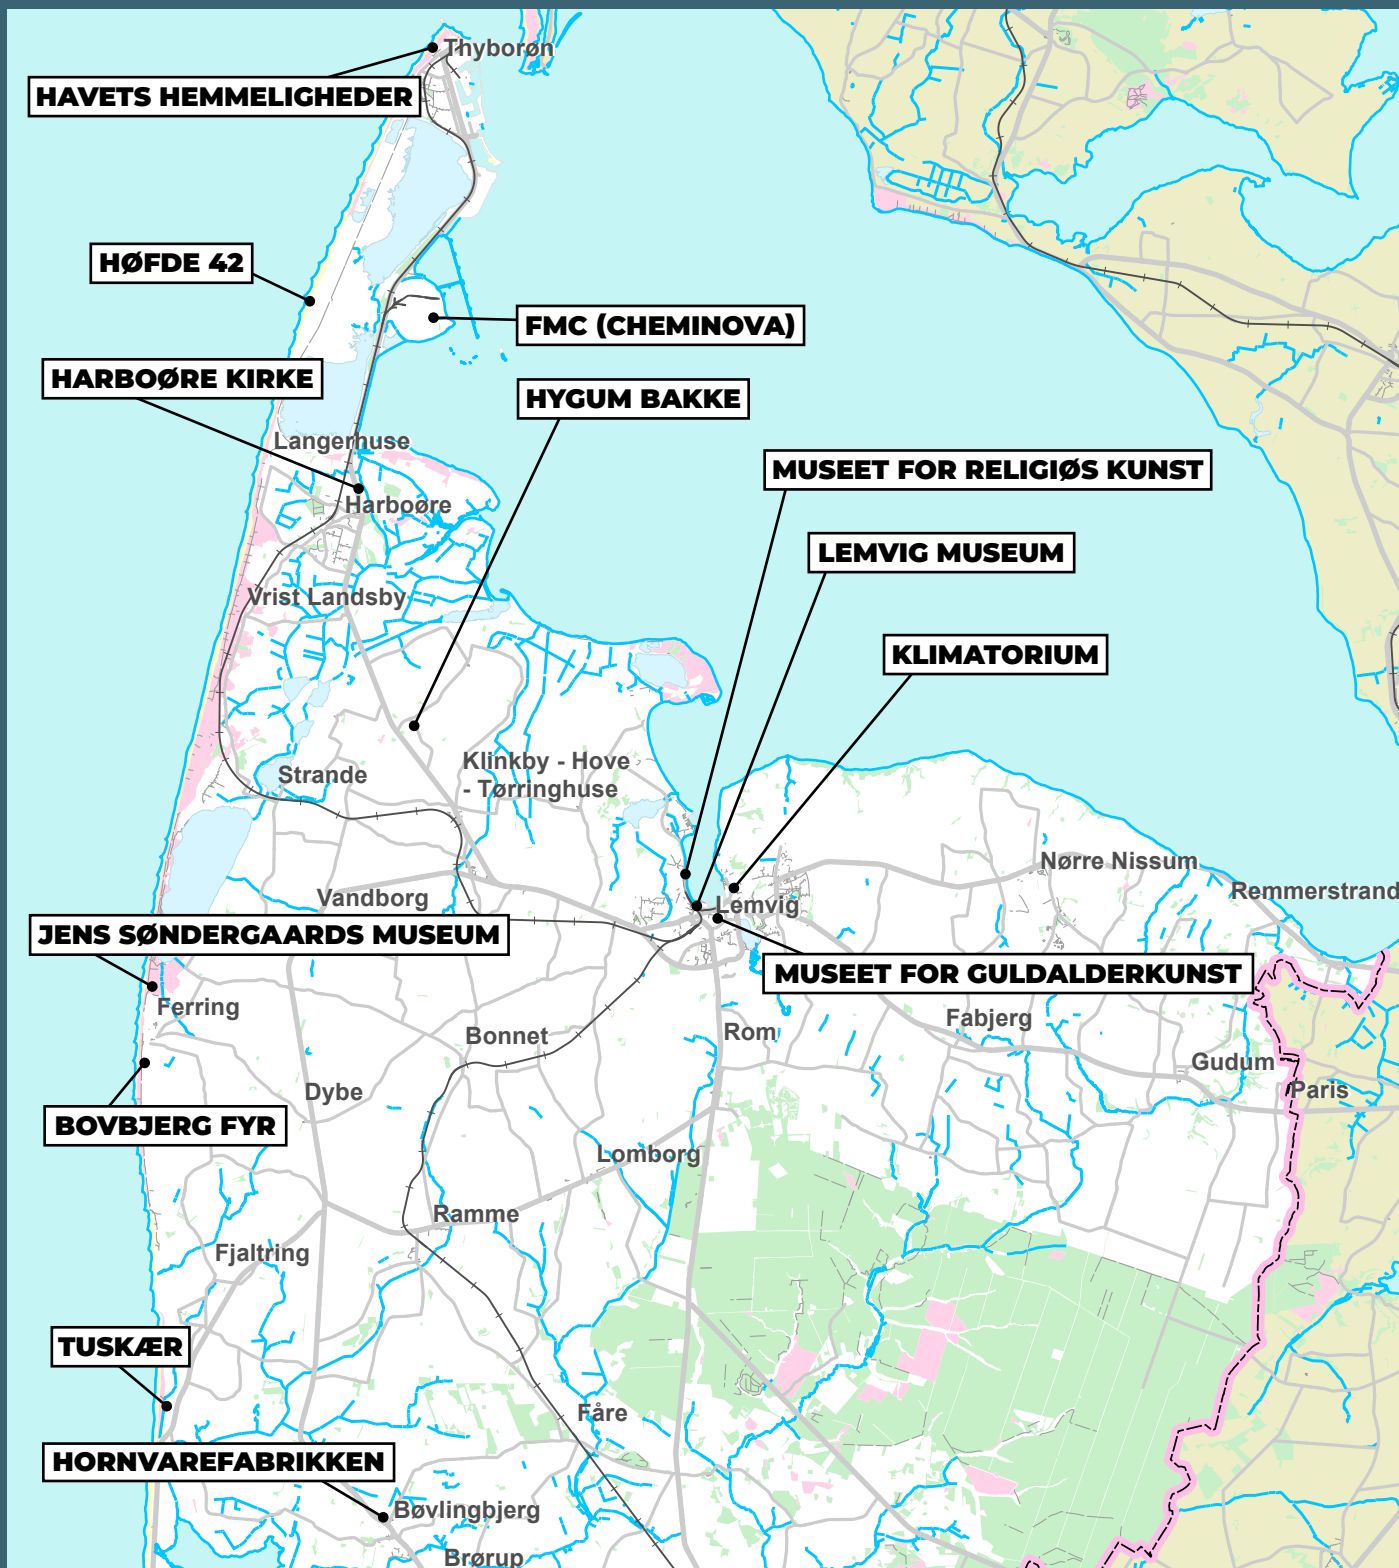 Thyborøn
HAVETS HEMMELIGHEDER
HØFDE 42
FMC (CHEMINOVA)
HARBOØRE KIRKE
HYGUM BAKKE
Langerhuse
MUSEET FOR RELIGIØS KUNST
Harboøre
LEMVIG MUSEUM
Vrist Landsby
KLIMATORIUM
Klinkby - Hove
- Tørringhuse
Strande
Nørre Nissum
Remmerstrand
Vandborg
Lemvig
JENS SØNDERGAARDS MUSEUM
MUSEET FOR GULDALDERKUNST
Ferring
Fabjerg
Rom
Bonnet
Gudum
Paris
Dybe
BOVBJERG FYR
Lomborg
Ramme
Fjaltring
TUSKÆR
Fåre
HORNVAREFABRIKKEN
Bøvlingbjerg
Brørup